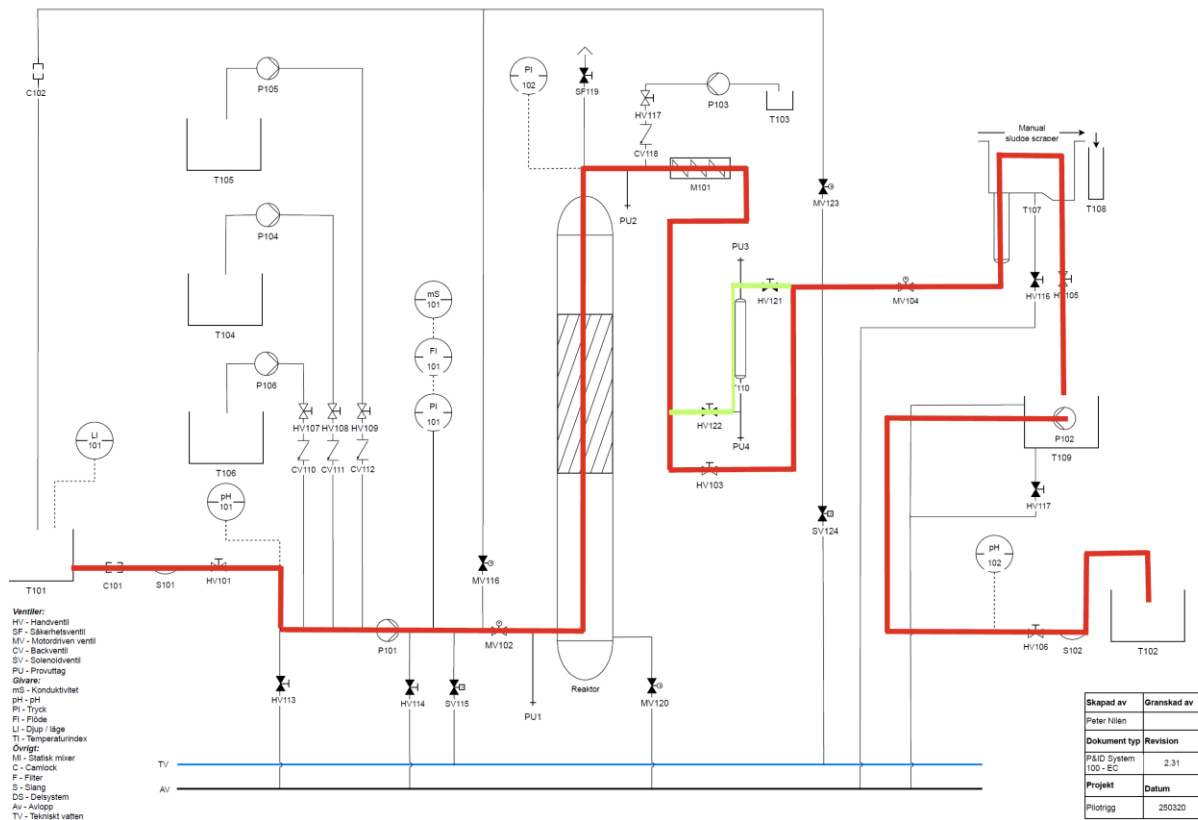 C102
P105
T105
P104
T104
P106
T106
HV107
HV108
HV109
CV110
CV111
CV112
LI
101
pH
101
mS
101
FI
101
PI
101
PI
102
SF119
HV117
CV118
P103
T103
M101
PU2
PU3
HV121
HV122
PU4
HV103
MV123
MV104
SV124
Manual
sludge scraper
T107
T108
HV116
HV105
P102
T109
HV117
pH
102
HV106
S102
T102
T101
C101
S101
HV101
P101
MV116
MV102
PU1
Reaktor
MV120
HV113
HV114
SV115
TV
AV
Ventiler:
HV - Handventil
SF - Säkerhetsventil
MV - Motordriven ventil
CV - Backventil
SV - Solenoidventil
PU - Provuttag
Givare:
mS - Konduktivitet
pH - pH
PI - Tryck
FI - Flöde
LI - Djup / läge
TI - Temperaturindex
Övrigt:
MI - Statisk mixer
C - Camlock
F - Filter
S - Slang
DS - Delsystem
Av - Avlopp
TV - Tekniskt vatten
Skapad av Granskad av
Peter Nilén
Dokument typ Revision
P&ID System
100 - EC 2.31
Projekt Datum
Pilotrigg 250320